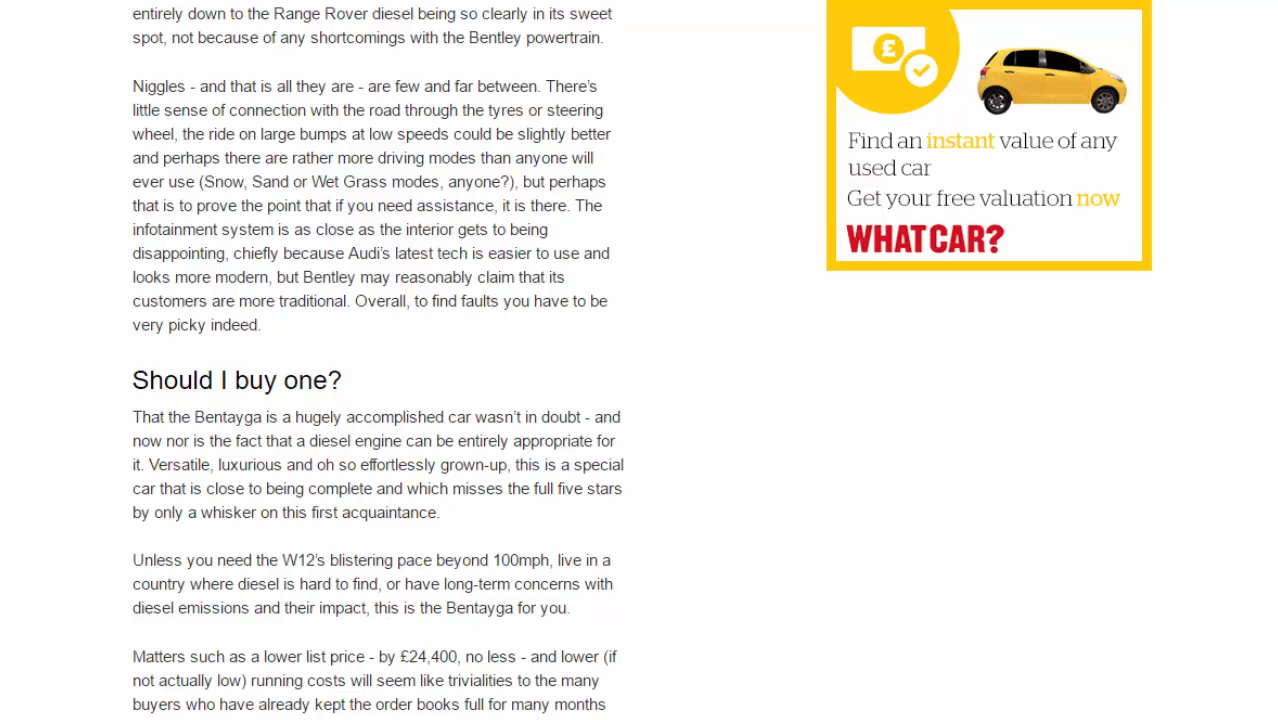 entirely down to the Range Rover diesel being so clearly in its sweet
spot, not because of any shortcomings with the Bentley powertrain.
Niggles - and that is all they are - are few and far between. There's
little sense of connection with the road through the tyres or steering
wheel, the ride on large bumps at low speeds could be slightly better
and perhaps there are rather more driving modes than anyone will
ever use (Snow, Sand or Wet Grass modes, anyone?), but perhaps
that is to prove the point that if you need assistance, it is there. The
infotainment system is as close as the interior gets to being
disappointing, chiefly because Audi's latest tech is easier to use and
looks more modern, but Bentley may reasonably claim that its
customers are more traditional. Overall, to find faults you have to be
very picky indeed.
Should I buy one?
That the Bentayga is a hugely accomplished car wasn't in doubt - and
now nor is the fact that a diesel engine can be entirely appropriate for
it. Versatile, luxurious and oh so effortlessly grown-up, this is a special
car that is close to being complete and which misses the full five stars
by only a whisker on this first acquaintance.
Unless you need the W12's blistering pace beyond 100mph, live in a
country where diesel is hard to find, or have long-term concerns with
diesel emissions and their impact, this is the Bentayga for you.
Matters such as a lower list price - by £24,400, no less - and lower (if
not actually low) running costs will seem like trivialities to the many
buyers who have already kept the order books full for many months
£
Find an instant value of any
used car
Get your free valuation now
WHAT CAR?